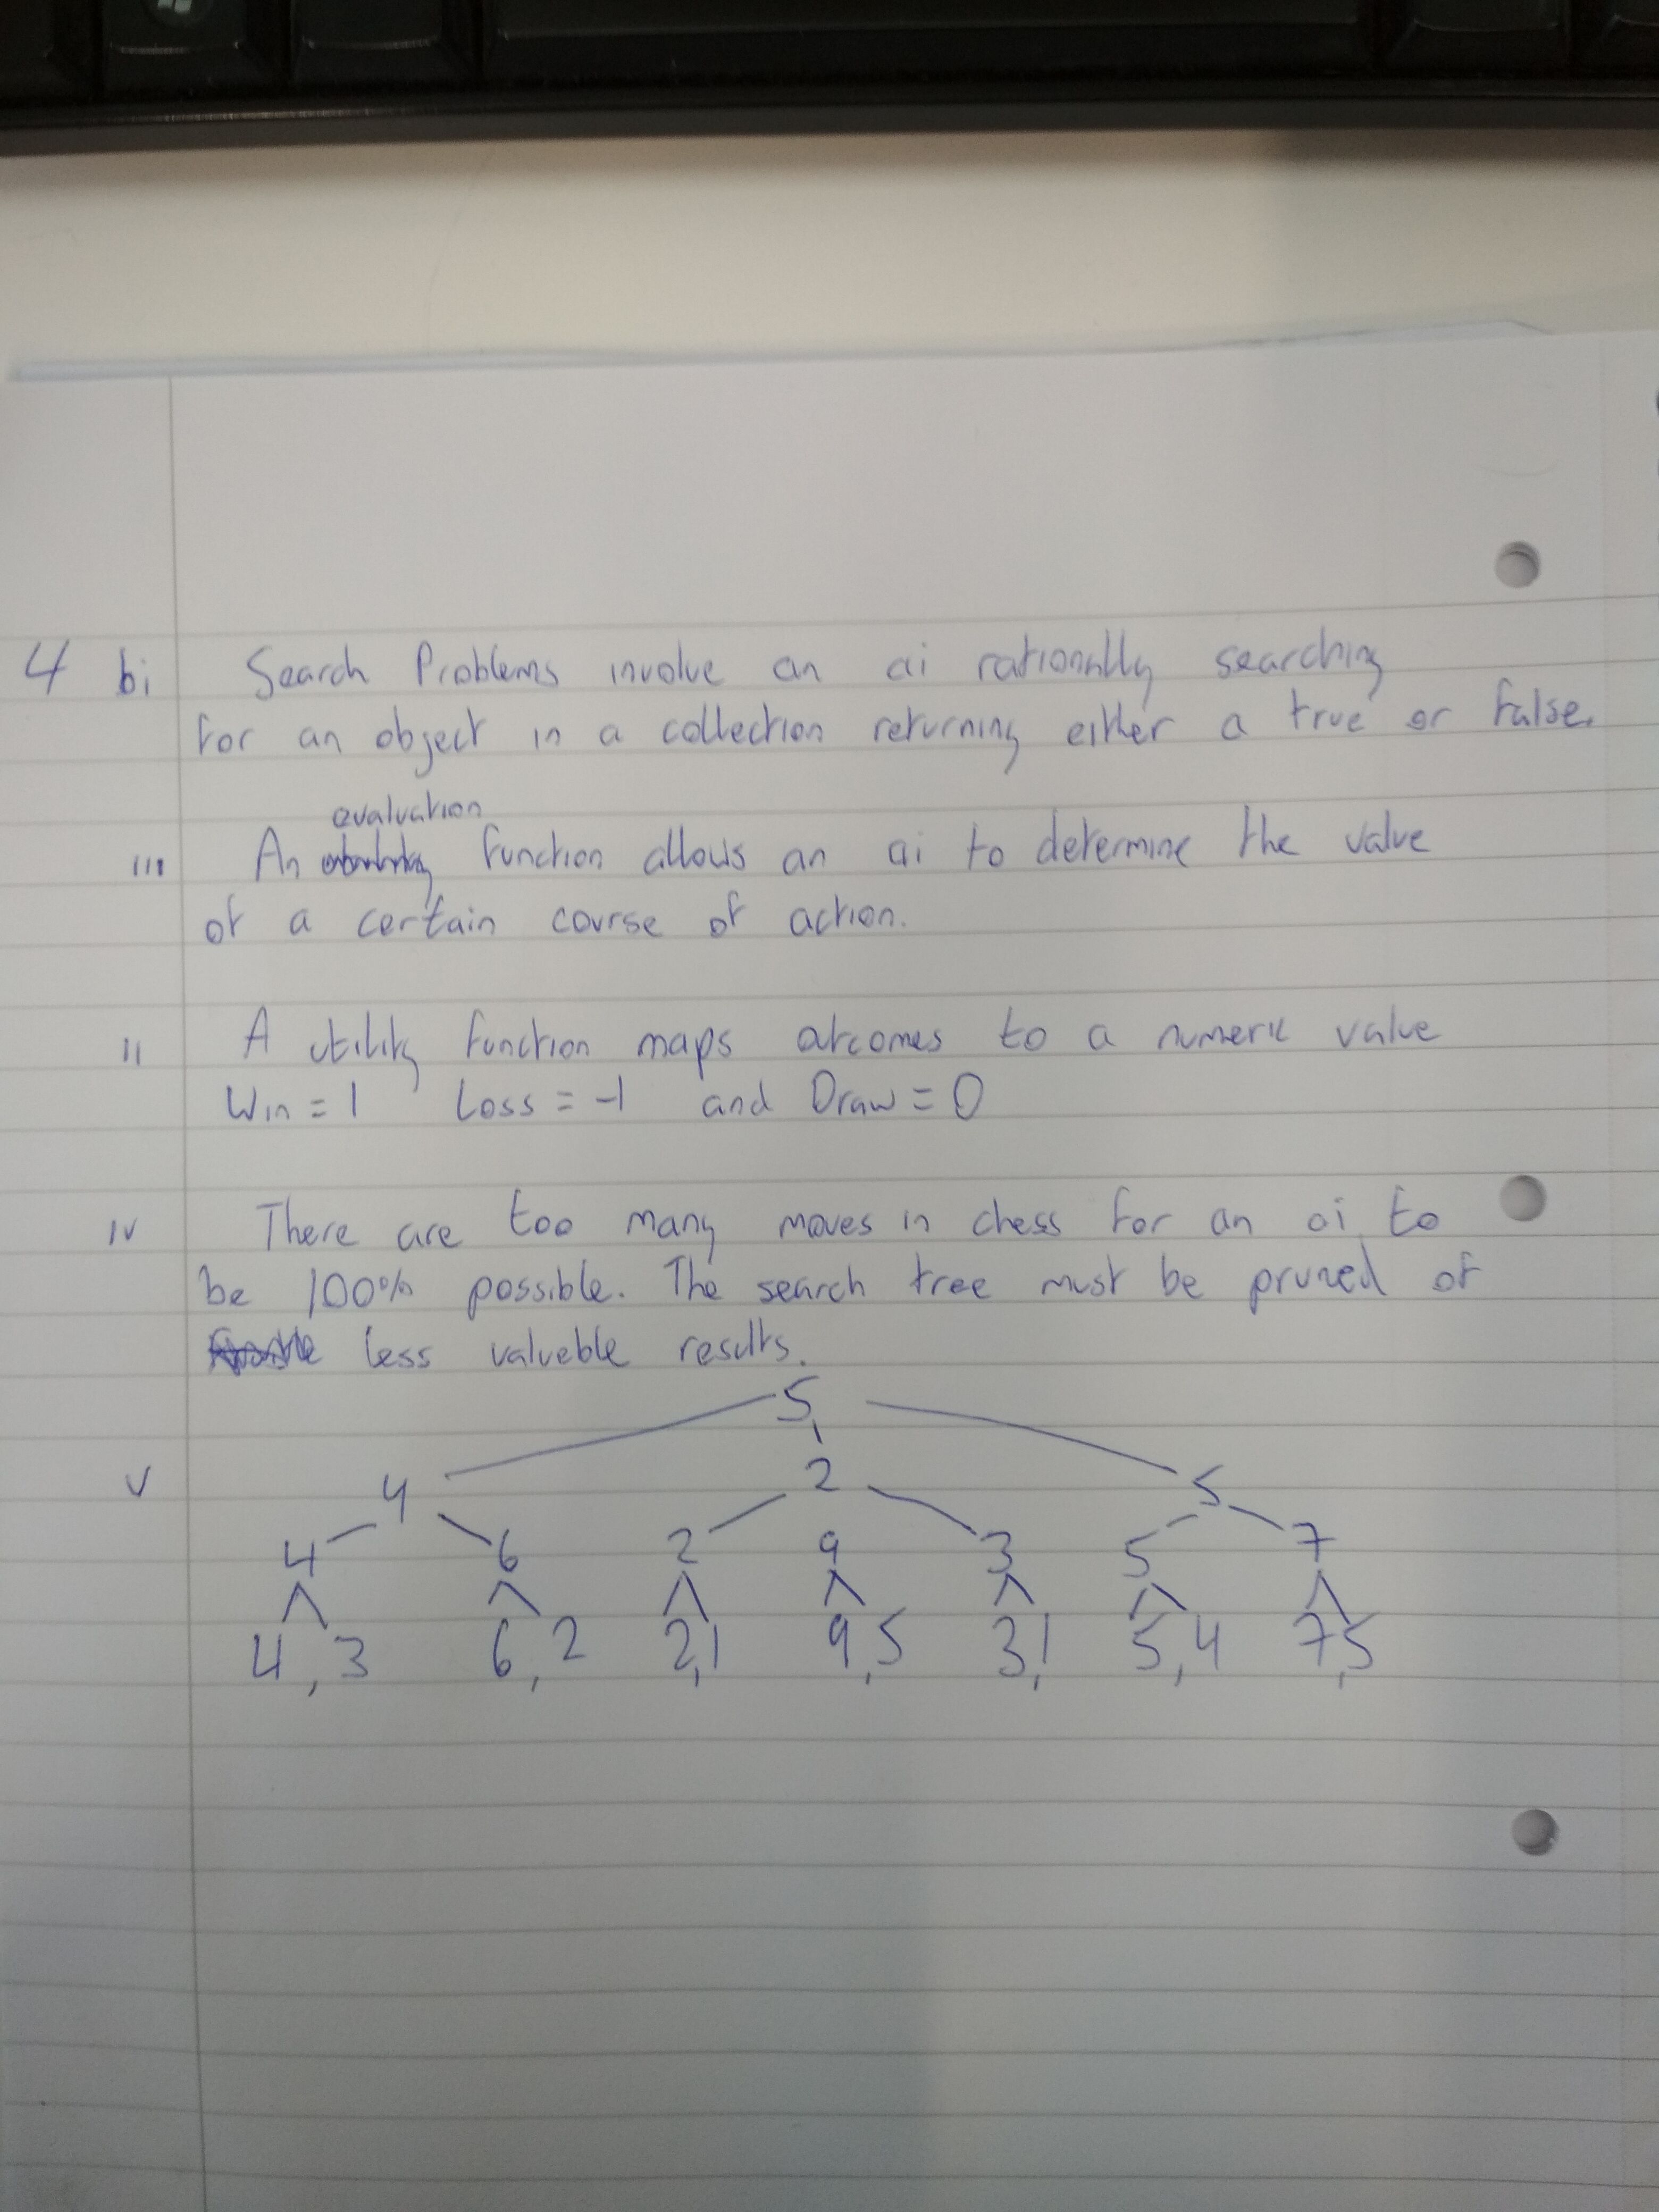 4 bi Search Problems involve an ai rationally searching
for an object in a collection returning either a true or false.
evaluation
iii An function allows an ai to determine the value
of a certain course of action.
ii A utility function maps outcomes to a numeric value
Win = 1 Loss = -1 and Draw = 0
iv There are too many moves in chess for an ai to
be 100% possible. The search tree must be pruned of
less valueble results.
5
v 4 2 5
4 6 2 9 3 5 7
4, 3 6, 2 2,1 9,5 3,1 5,4 7,5